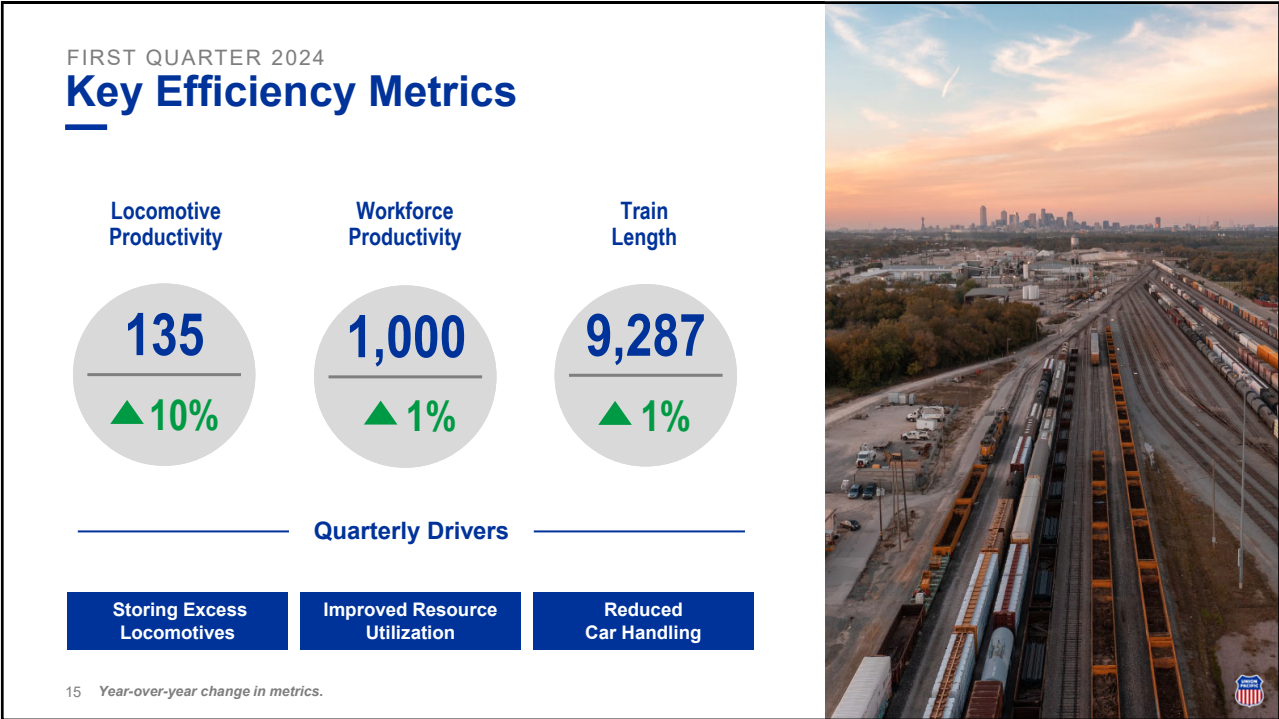 FIRST QUARTER 2024
Key Efficiency Metrics
Locomotive
Productivity
135
▲ 10%
Workforce
Productivity
1,000
▲ 1%
Train
Length
9,287
▲ 1%
Quarterly Drivers
Storing Excess
Locomotives
Improved Resource
Utilization
Reduced
Car Handling
15 Year-over-year change in metrics.
UNION
PACIFIC